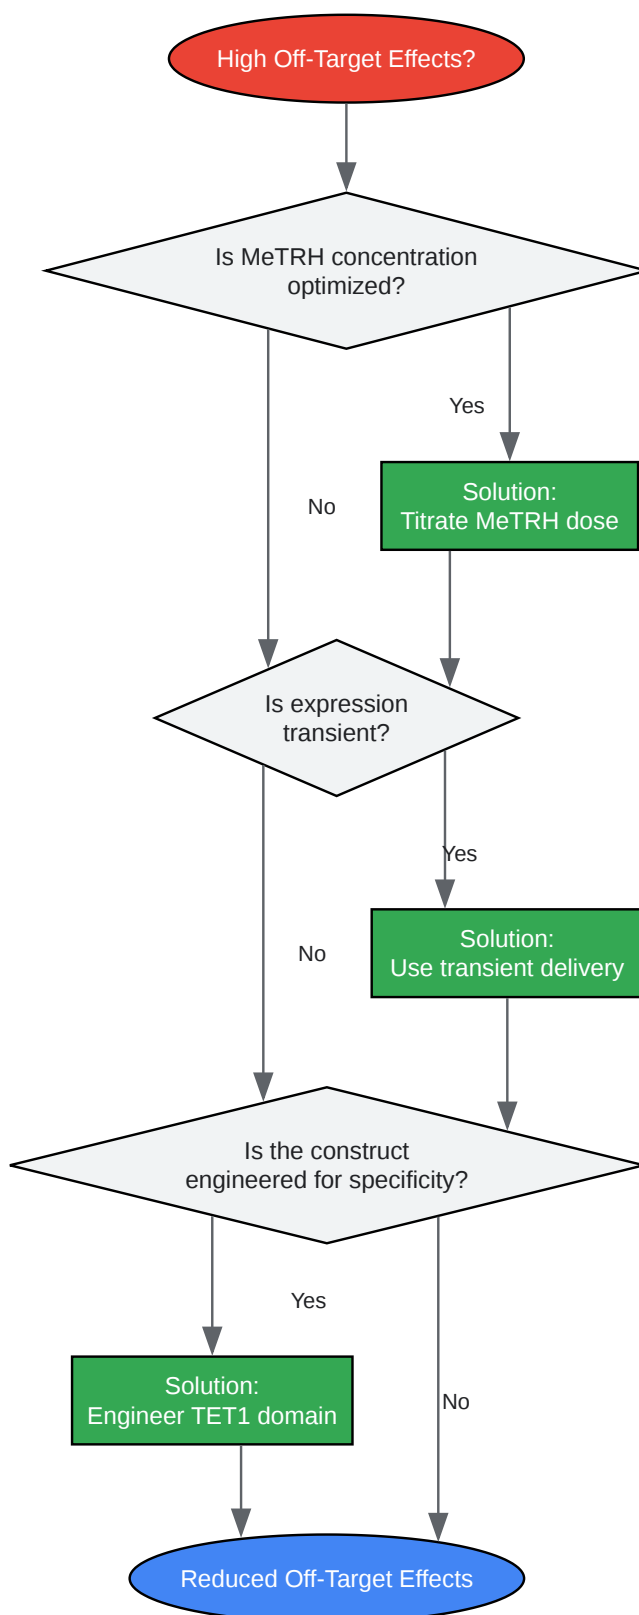 High Off-Target Effects?
Is MeTRH concentration
optimized?
Yes
Solution:
Titrate MeTRH dose
No
Is expression
transient?
Yes
Solution:
Use transient delivery
No
Is the construct
engineered for specificity?
Yes
Solution:
Engineer TET1 domain
No
Reduced Off-Target Effects